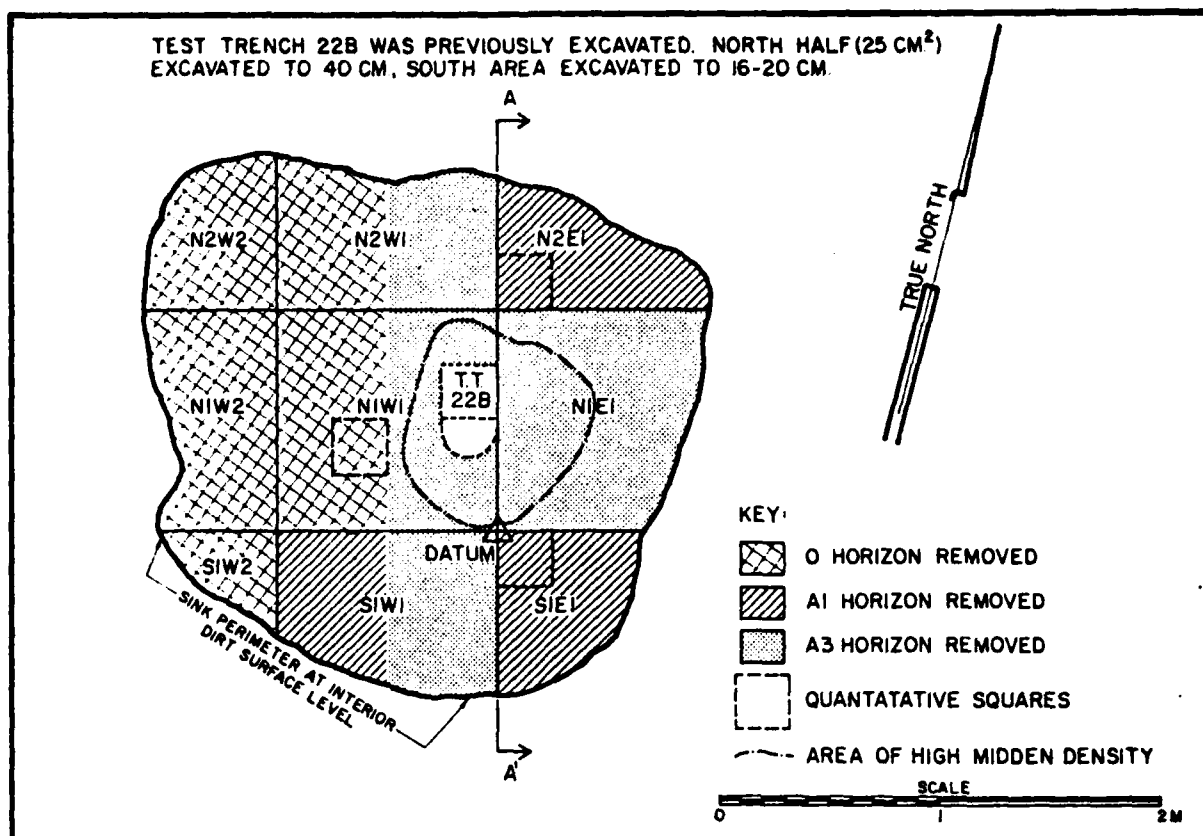 TEST TRENCH 22B WAS PREVIOUSLY EXCAVATED. NORTH HALF (25 CM²)
EXCAVATED TO 40 CM, SOUTH AREA EXCAVATED TO 16-20 CM.
A
TRUE NORTH
N2W2
N2W1
N2E1
T.T.
22B
N1W2
N1W1
N1E1
DATUM
S1W2
S1W1
S1E1
SINK PERIMETER AT INTERIOR
DIRT SURFACE LEVEL
A'
KEY:
O HORIZON REMOVED
A1 HORIZON REMOVED
A3 HORIZON REMOVED
QUANTATATIVE SQUARES
AREA OF HIGH MIDDEN DENSITY
SCALE
0 1 2M